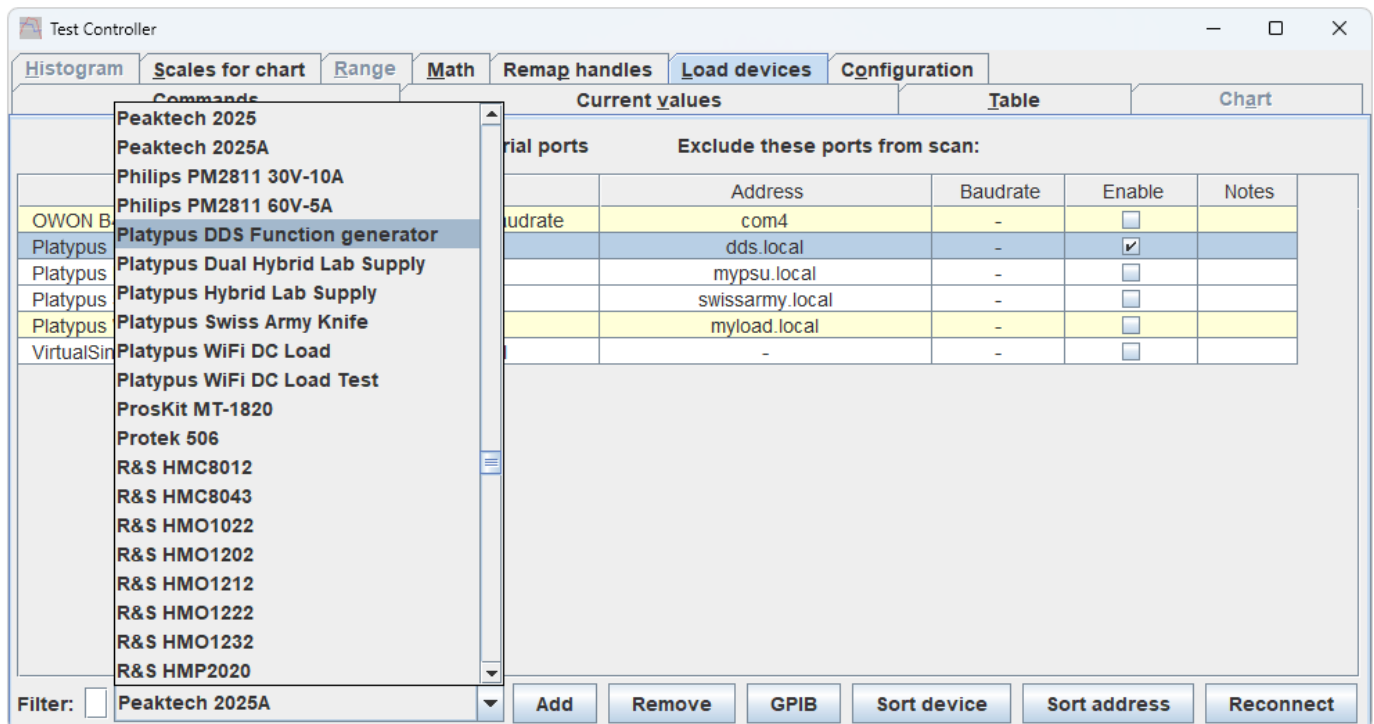 Test Controller
Histogram Scales for chart Range Math Remap handles Load devices Configuration
Commands Current values Table Chart
rial ports Exclude these ports from scan:
Address Baudrate Enable Notes
OWON B audrate com4 -
Platypus dds.local -
Platypus mypsu.local -
Platypus swissarmy.local -
Platypus myload.local -
VirtualSin - -
Peaktech 2025
Peaktech 2025A
Philips PM2811 30V-10A
Philips PM2811 60V-5A
Platypus DDS Function generator
Platypus Dual Hybrid Lab Supply
Platypus Hybrid Lab Supply
Platypus Swiss Army Knife
Platypus WiFi DC Load
Platypus WiFi DC Load Test
ProsKit MT-1820
Protek 506
R&S HMC8012
R&S HMC8043
R&S HMO1022
R&S HMO1202
R&S HMO1212
R&S HMO1222
R&S HMO1232
R&S HMP2020
Filter: Peaktech 2025A Add Remove GPIB Sort device Sort address Reconnect